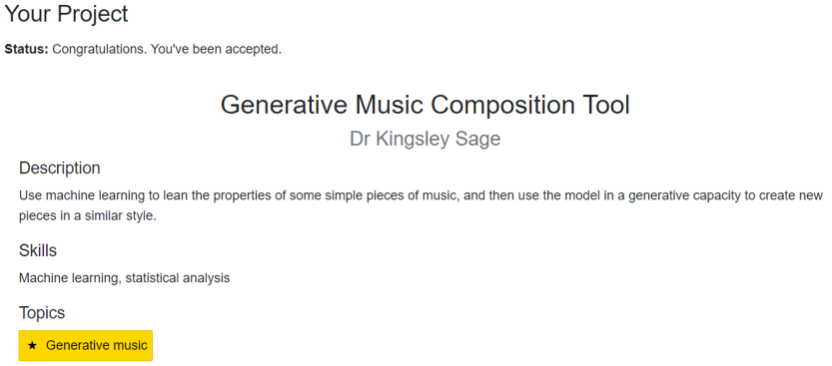 Your Project
Status: Congratulations. You've been accepted.
Generative Music Composition Tool
Dr Kingsley Sage
Description
Use machine learning to lean the properties of some simple pieces of music, and then use the model in a generative capacity to create new
pieces in a similar style.
Skills
Machine learning, statistical analysis
Topics
★ Generative music